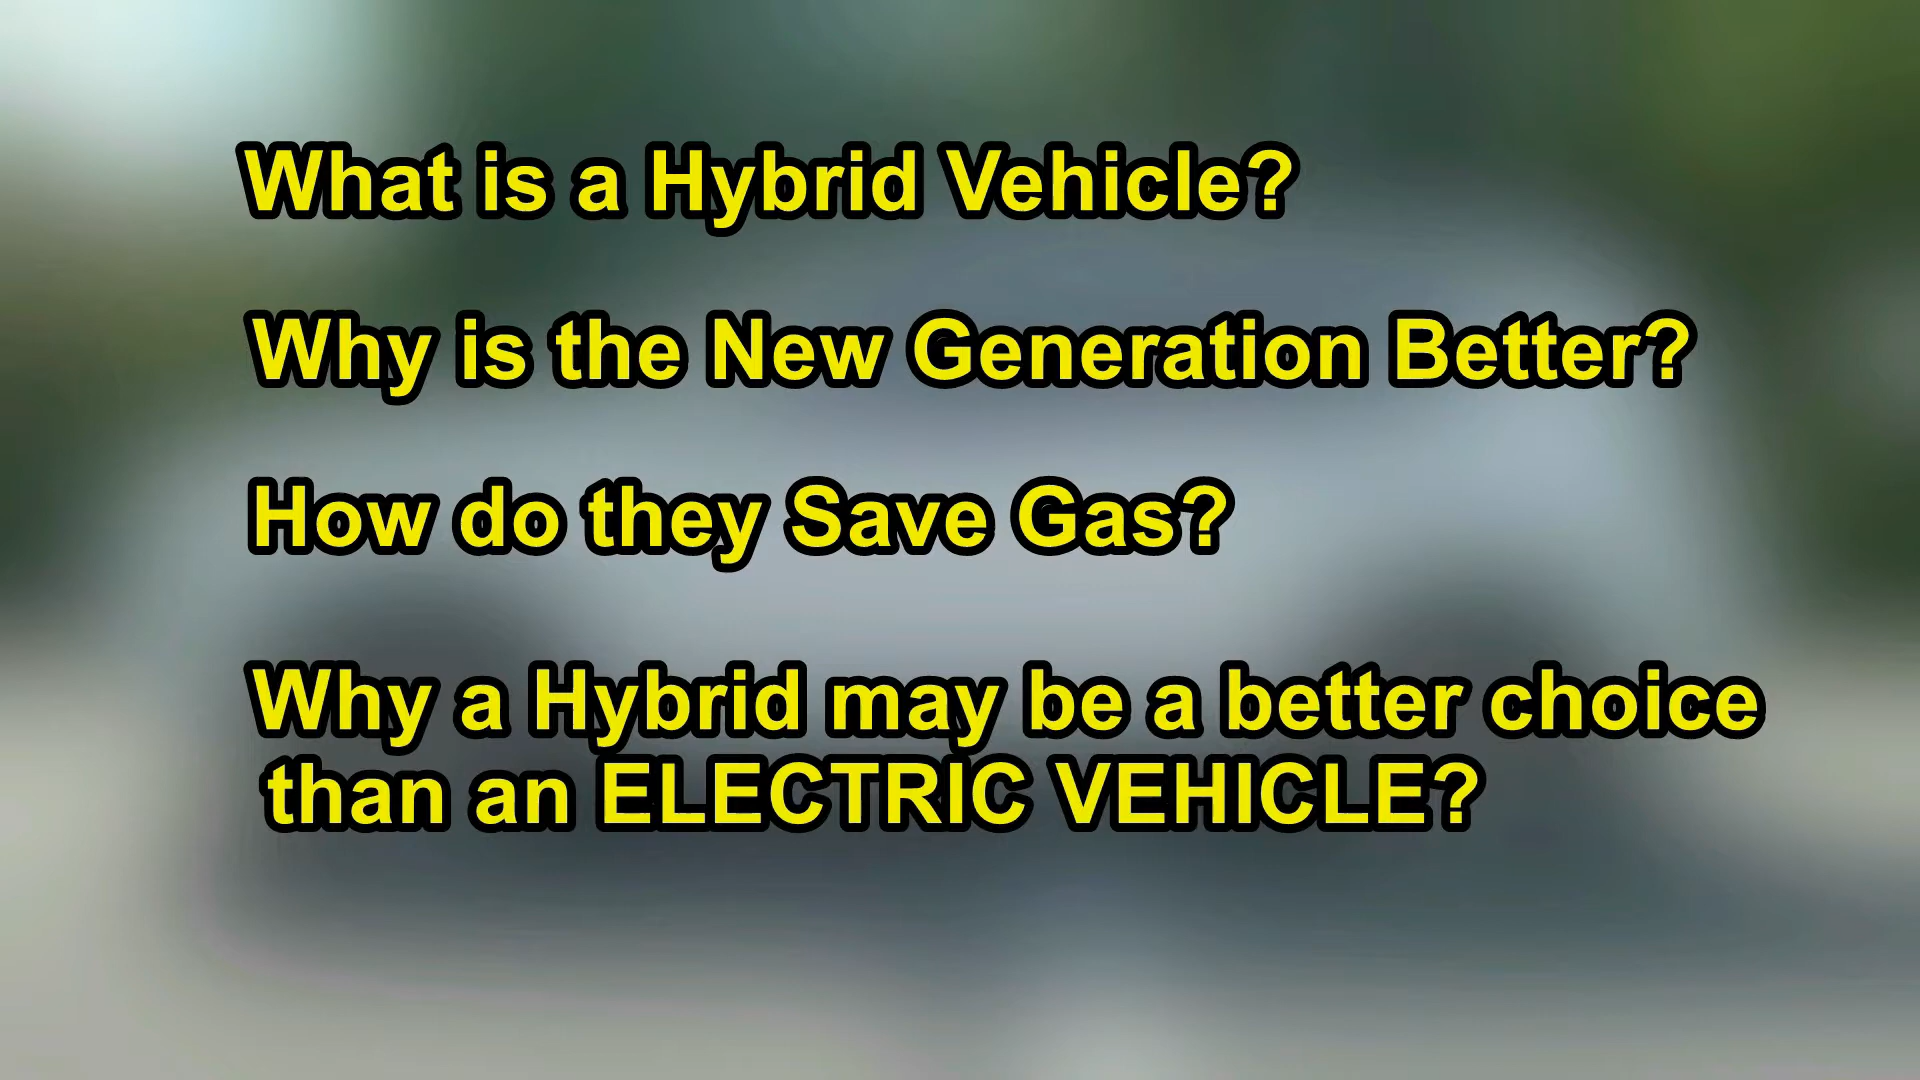 What is a Hybrid Vehicle?
Why is the New Generation Better?
How do they Save Gas?
Why a Hybrid may be a better choice
than an ELECTRIC VEHICLE?